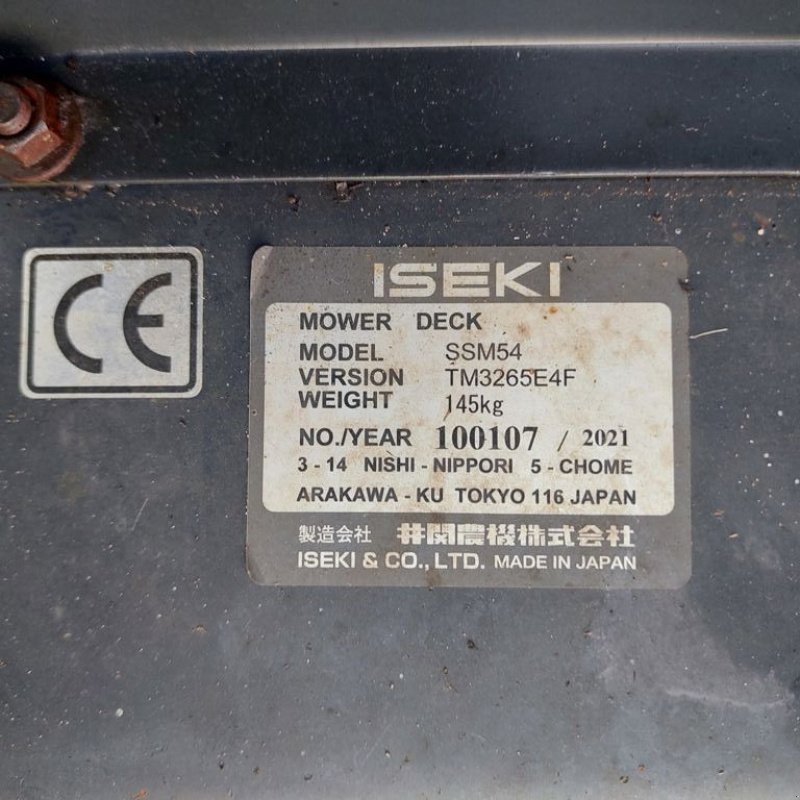 CE
ISEKI
MOWER DECK
MODEL SSM54
VERSION TM3265E4F
WEIGHT 145kg
NO./YEAR 100107 / 2021
3 - 14 NISHI - NIPPORI 5 - CHOME
ARAKAWA - KU TOKYO 116 JAPAN
製造会社 井関農機株式会社
ISEKI & CO., LTD. MADE IN JAPAN